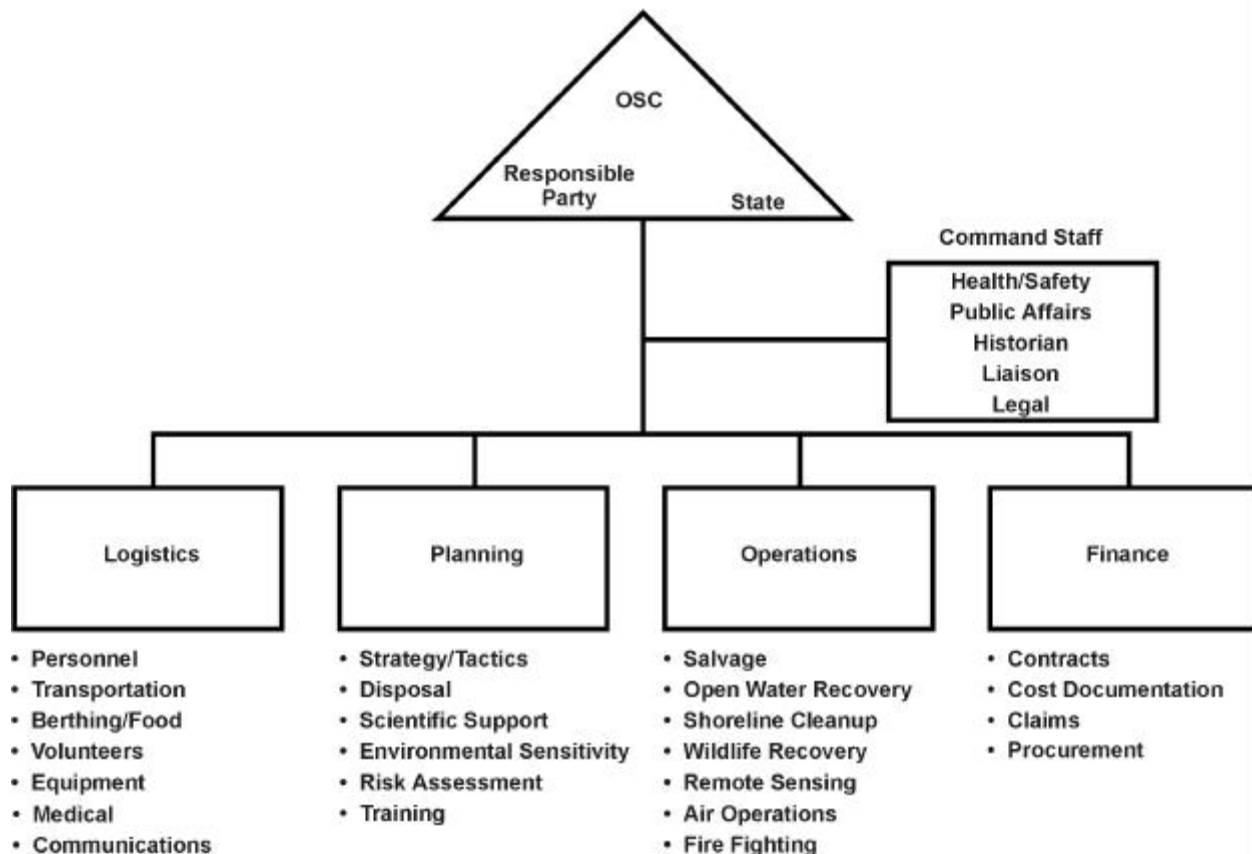 OSC
Responsible
Party
State
Command Staff
Health/Safety
Public Affairs
Historian
Liaison
Legal
Logistics
Planning
Operations
Finance
• Personnel
• Transportation
• Berthing/Food
• Volunteers
• Equipment
• Medical
• Communications
• Strategy/Tactics
• Disposal
• Scientific Support
• Environmental Sensitivity
• Risk Assessment
• Training
• Salvage
• Open Water Recovery
• Shoreline Cleanup
• Wildlife Recovery
• Remote Sensing
• Air Operations
• Fire Fighting
• Contracts
• Cost Documentation
• Claims
• Procurement